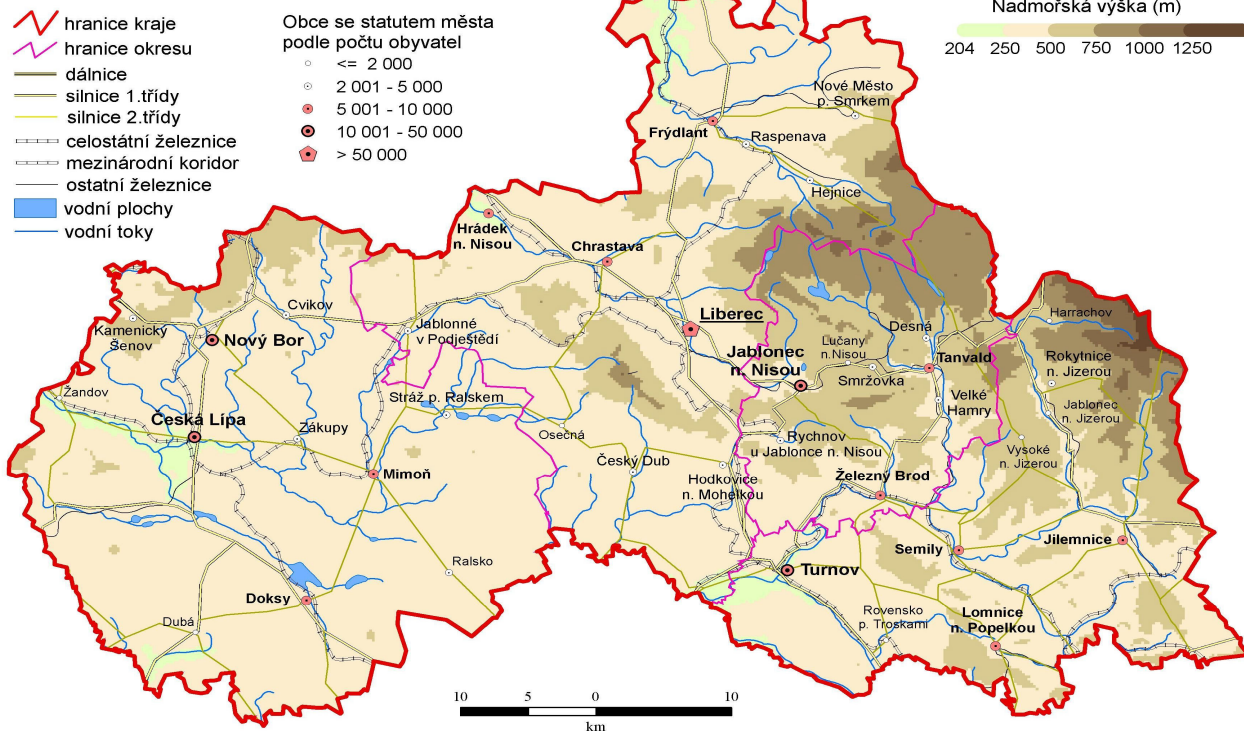 hranice kraje
hranice okresu
dálnice
silnice 1.třídy
silnice 2.třídy
celostátní železnice
mezinárodní koridor
ostatní železnice
vodní plochy
vodní toky
Obce se statutem města
podle počtu obyvatel
<= 2 000
2 001 - 5 000
5 001 - 10 000
10 001 - 50 000
> 50 000
Nadmořská výška (m)
204 250 500 750 1000 1250
Nové Město
p. Smrkem
Frýdlant
Raspenava
Hejnice
Hrádek
n. Nisou
Chrastava
Cvikov
Kamenický
Šenov
Nový Bor
Jablonné
v Podještědí
Liberec
Desná
Harrachov
Lučany
n. Nisou
Jablonec
n. Nisou
Tanvald
Rokytnice
n. Jizerou
Smržovka
Žandov
Stráž p. Ralskem
Velké
Hamry
Jablonec
n. Jizerou
Česká Lípa
Zákupy
Osečná
Rychnov
u Jablonce n. Nisou
Vysoké
n. Jizerou
Mimoň
Český Dub
Hodkovice
n. Mohelkou
Železný Brod
Semily
Jilemnice
Ralsko
Turnov
Doksy
Rovensko
p. Troskami
Lomnice
n. Popelkou
Dubá
10 5 0 10
km